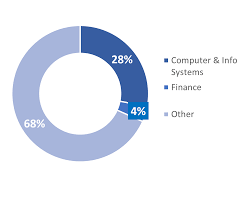 28%
Computer & Info
Systems
Finance
4%
Other
68%